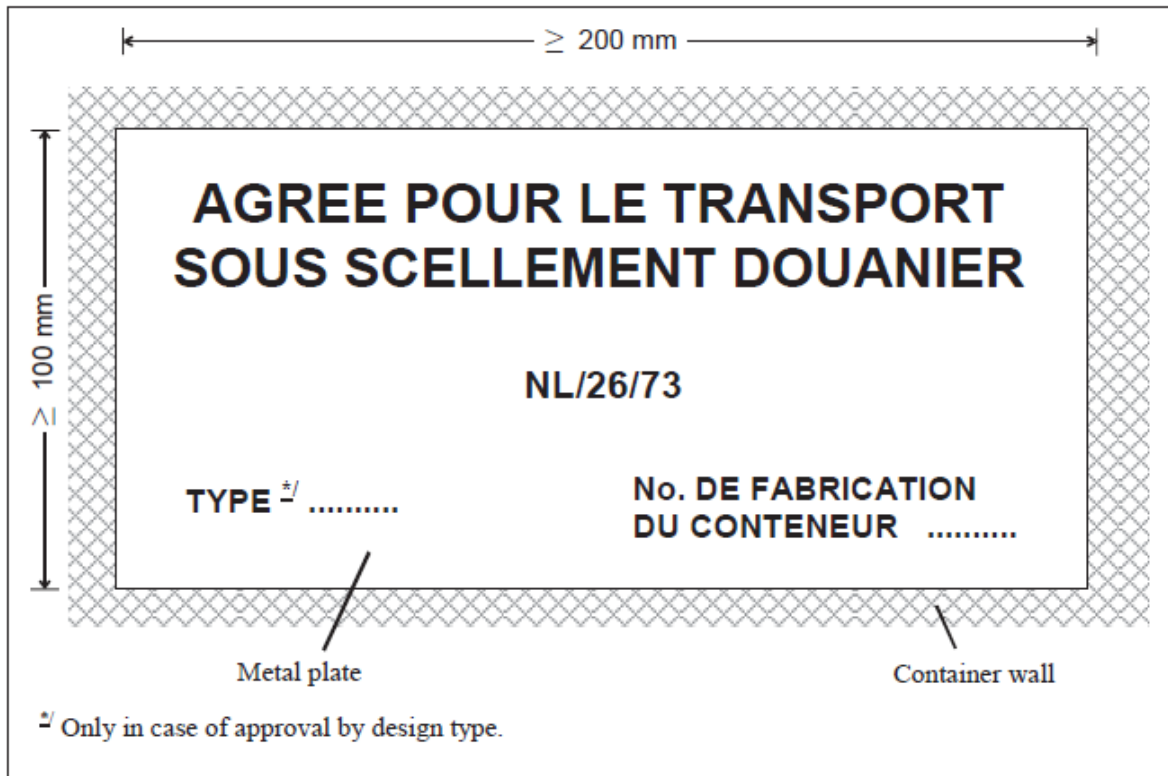 ≥ 200 mm
≥ 100 mm
AGREE POUR LE TRANSPORT
SOUS SCELLEMENT DOUANIER
NL/26/73
TYPE */ ..........
No. DE FABRICATION
DU CONTENEUR ..........
Metal plate
Container wall
*/ Only in case of approval by design type.